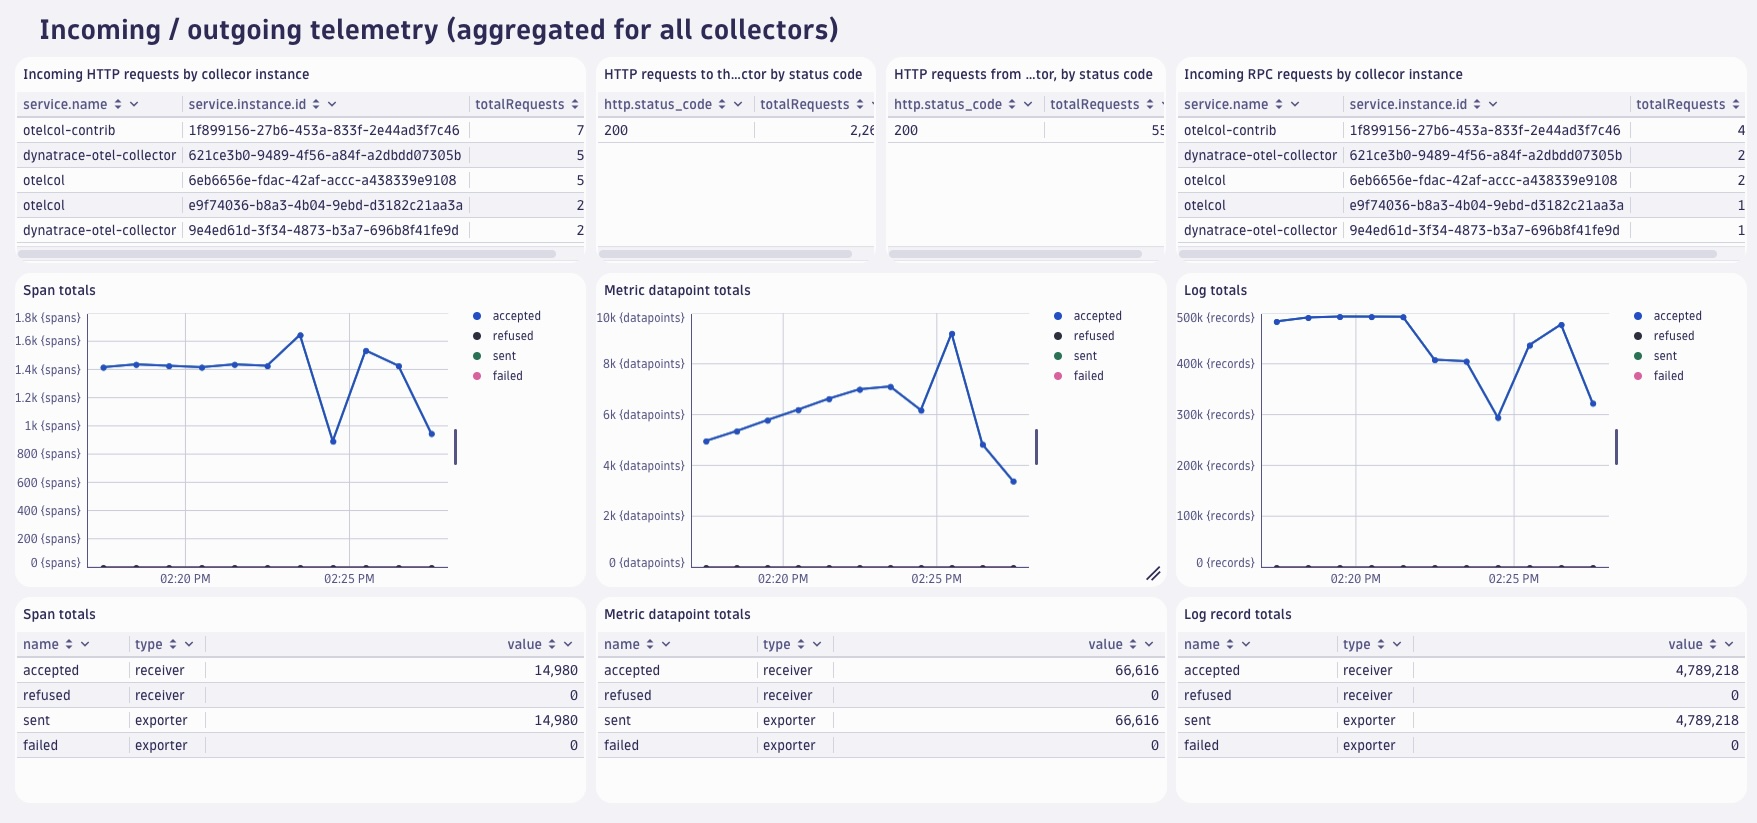 Incoming / outgoing telemetry (aggregated for all collectors)
Incoming HTTP requests by collecor instance
service.name service.instance.id totalRequests
otelcol-contrib 1f899156-27b6-453a-833f-2e44ad3f7c46 7
dynatrace-otel-collector 621ce3b0-9489-4f56-a84f-a2dbdd07305b 5
otelcol 6eb6656e-fdac-42af-accc-a438339e9108 5
otelcol e9f74036-b8a3-4b04-9ebd-d3182c21aa3a 2
dynatrace-otel-collector 9e4ed61d-3f34-4873-b3a7-696b8f41fe9d 2
HTTP requests to th...ctor by status code
http.status_code totalRequests
200 2,26
HTTP requests from ...tor, by status code
http.status_code totalRequests
200 55
Incoming RPC requests by collecor instance
service.name service.instance.id totalRequests
otelcol-contrib 1f899156-27b6-453a-833f-2e44ad3f7c46 4
dynatrace-otel-collector 621ce3b0-9489-4f56-a84f-a2dbdd07305b 2
otelcol 6eb6656e-fdac-42af-accc-a438339e9108 2
otelcol e9f74036-b8a3-4b04-9ebd-d3182c21aa3a 1
dynatrace-otel-collector 9e4ed61d-3f34-4873-b3a7-696b8f41fe9d 1
Span totals
1.8k {spans}
1.6k {spans}
1.4k {spans}
1.2k {spans}
1k {spans}
800 {spans}
600 {spans}
400 {spans}
200 {spans}
0 {spans}
02:20 PM 02:25 PM
accepted
refused
sent
failed
Metric datapoint totals
10k {datapoints}
8k {datapoints}
6k {datapoints}
4k {datapoints}
2k {datapoints}
0 {datapoints}
02:20 PM 02:25 PM
accepted
refused
sent
failed
Log totals
500k {records}
400k {records}
300k {records}
200k {records}
100k {records}
0 {records}
02:20 PM 02:25 PM
accepted
refused
sent
failed
Span totals
name type value
accepted receiver 14,980
refused receiver 0
sent exporter 14,980
failed exporter 0
Metric datapoint totals
name type value
accepted receiver 66,616
refused receiver 0
sent exporter 66,616
failed exporter 0
Log record totals
name type value
accepted receiver 4,789,218
refused receiver 0
sent exporter 4,789,218
failed exporter 0